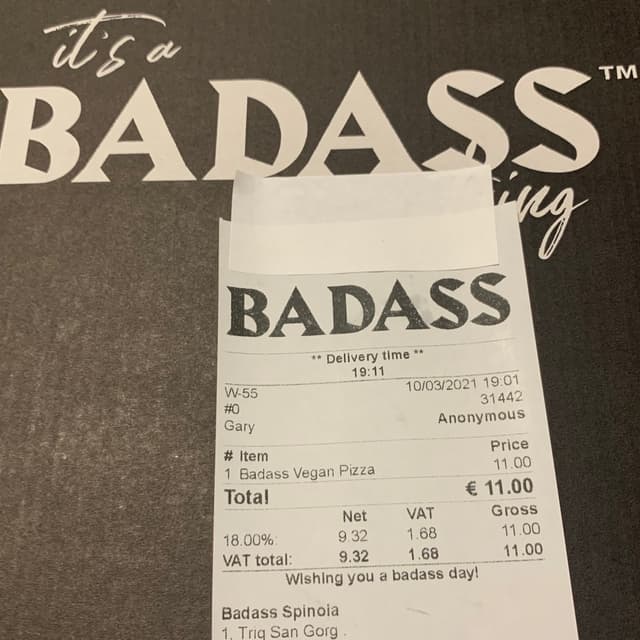 it's a
BADASS™
BADASS
** Delivery time **
19:11
W-55 10/03/2021 19:01
#0 31442
Gary Anonymous
# Item Price
1 Badass Vegan Pizza 11.00
Total € 11.00
Net VAT Gross
18.00%: 9.32 1.68 11.00
VAT total: 9.32 1.68 11.00
Wishing you a badass day!
Badass Spinola
1, Triq San Gorg .